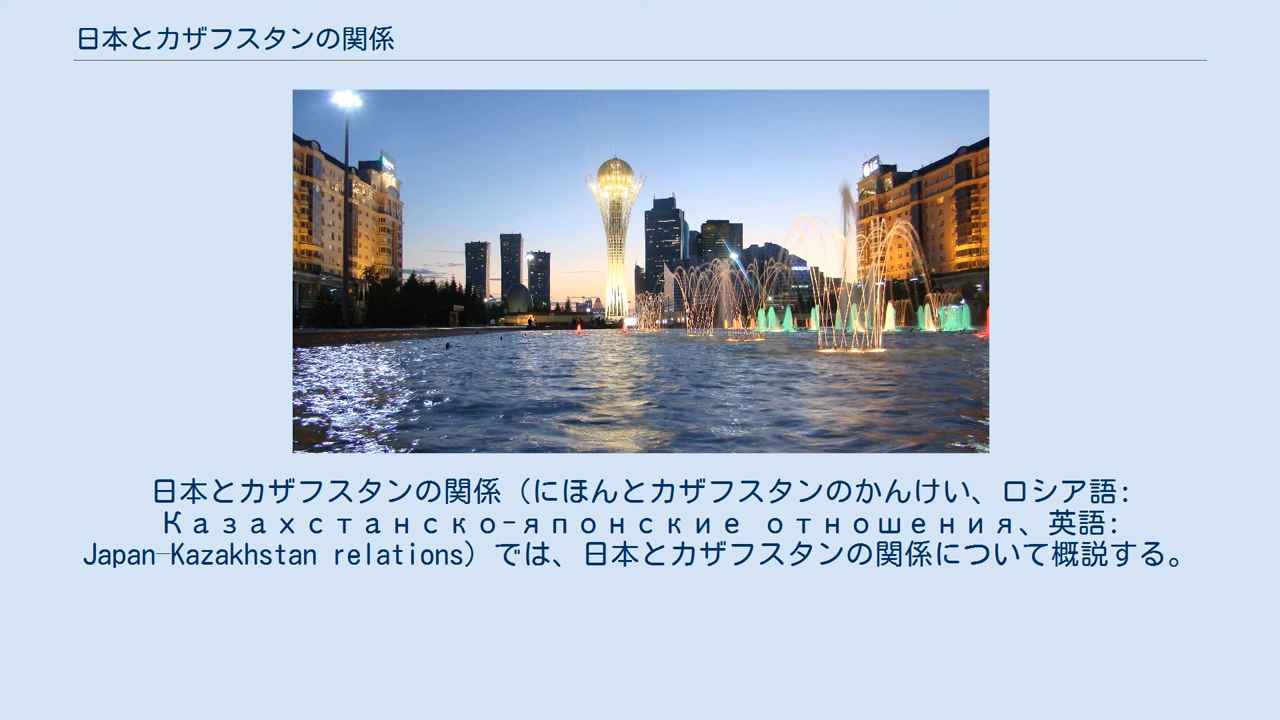 日本とカザフスタンの関係
日本とカザフスタンの関係（にほんとカザフスタンのかんけい、ロシア語:
Казахстанско-японские отношения、英語:
Japan–Kazakhstan relations）では、日本とカザフスタンの関係について概説する。